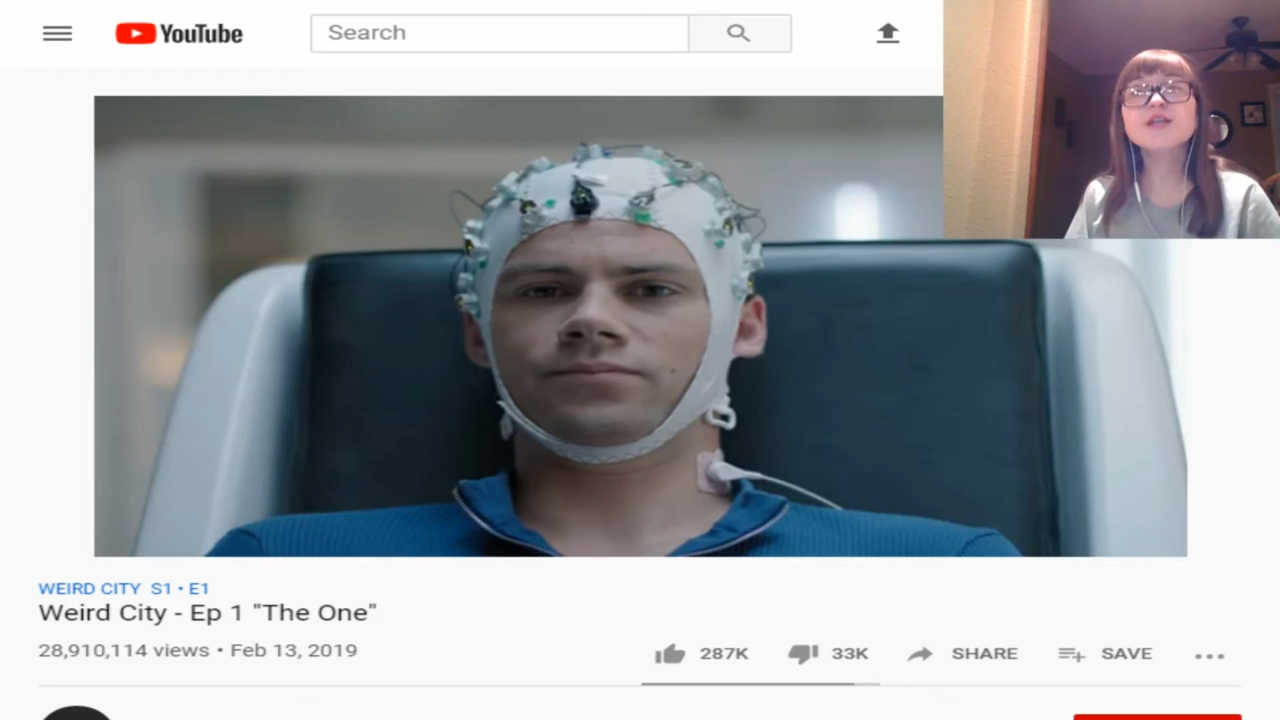 YouTube
Search
WEIRD CITY S1 • E1
Weird City - Ep 1 "The One"
28,910,114 views • Feb 13, 2019
287K 33K SHARE SAVE